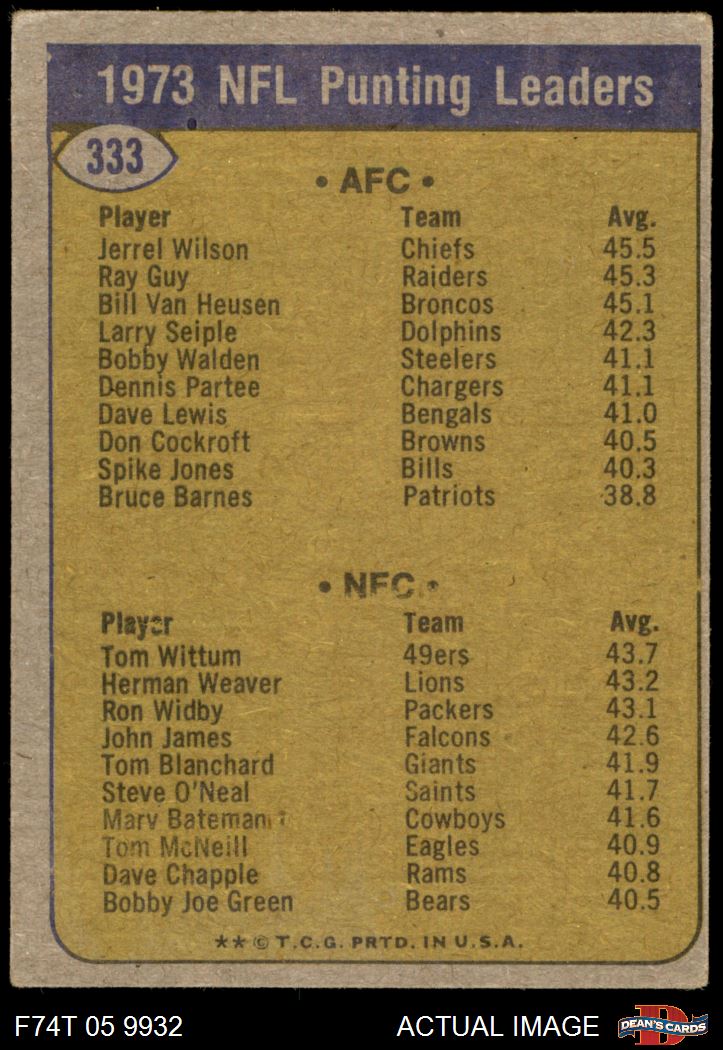 1973 NFL Punting Leaders
333
• AFC •
Player Team Avg.
Jerrel Wilson Chiefs 45.5
Ray Guy Raiders 45.3
Bill Van Heusen Broncos 45.1
Larry Seiple Dolphins 42.3
Bobby Walden Steelers 41.1
Dennis Partee Chargers 41.1
Dave Lewis Bengals 41.0
Don Cockroft Browns 40.5
Spike Jones Bills 40.3
Bruce Barnes Patriots 38.8
• NFC •
Player Team Avg.
Tom Wittum 49ers 43.7
Herman Weaver Lions 43.2
Ron Widby Packers 43.1
John James Falcons 42.6
Tom Blanchard Giants 41.9
Steve O'Neal Saints 41.7
Marv Bateman Cowboys 41.6
Tom McNeill Eagles 40.9
Dave Chapple Rams 40.8
Bobby Joe Green Bears 40.5
**© T.C.G. PRTD. IN U.S.A.
F74T 05 9932 ACTUAL IMAGE D DEAN'S CARDS